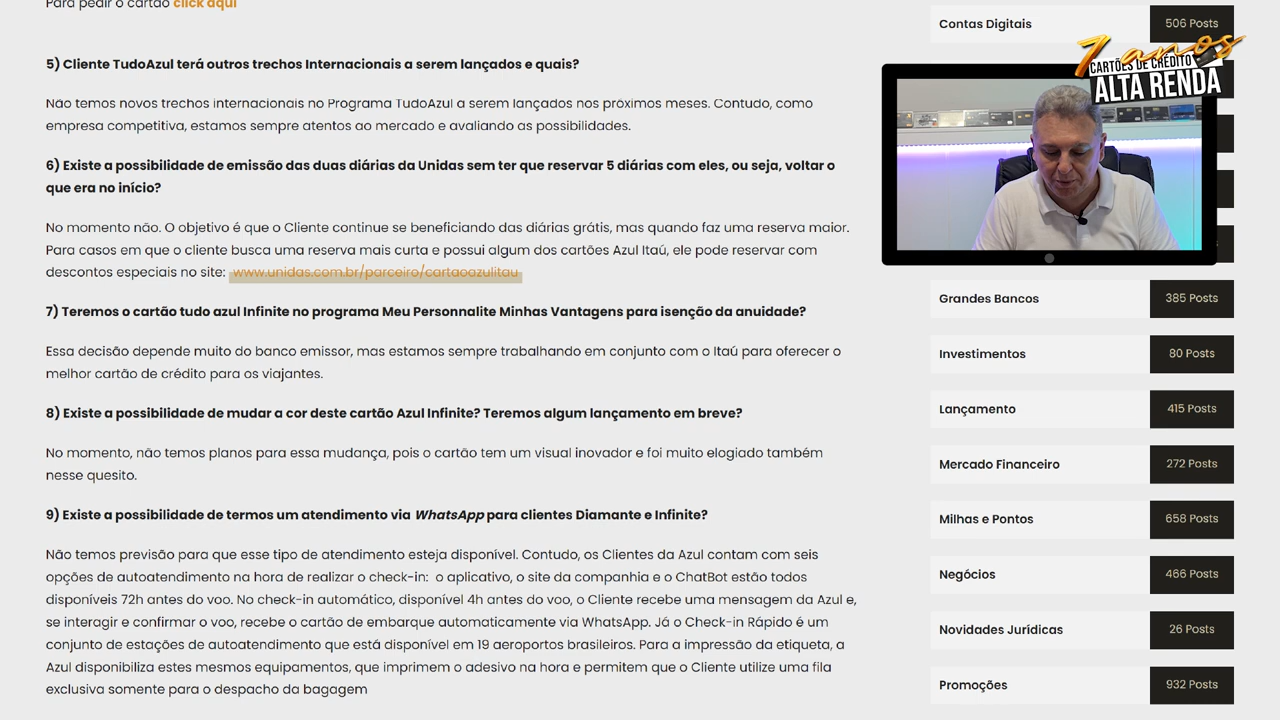 Para pedir o cartão click aqui
5) Cliente TudoAzul terá outros trechos Internacionais a serem lançados e quais?
Não temos novos trechos internacionais no Programa TudoAzul a serem lançados nos próximos meses. Contudo, como
empresa competitiva, estamos sempre atentos ao mercado e avaliando as possibilidades.
6) Existe a possibilidade de emissão das duas diárias da Unidas sem ter que reservar 5 diárias com eles, ou seja, voltar o
que era no início?
No momento não. O objetivo é que o Cliente continue se beneficiando das diárias grátis, mas quando faz uma reserva maior.
Para casos em que o cliente busca uma reserva mais curta e possui algum dos cartões Azul Itaú, ele pode reservar com
descontos especiais no site: www.unidas.com.br/parceiro/cartaoazulitau
7) Teremos o cartão tudo azul Infinite no programa Meu Personnalite Minhas Vantagens para isenção da anuidade?
Essa decisão depende muito do banco emissor, mas estamos sempre trabalhando em conjunto com o Itaú para oferecer o
melhor cartão de crédito para os viajantes.
8) Existe a possibilidade de mudar a cor deste cartão Azul Infinite? Teremos algum lançamento em breve?
No momento, não temos planos para essa mudança, pois o cartão tem um visual inovador e foi muito elogiado também
nesse quesito.
9) Existe a possibilidade de termos um atendimento via WhatsApp para clientes Diamante e Infinite?
Não temos previsão para que esse tipo de atendimento esteja disponível. Contudo, os Clientes da Azul contam com seis
opções de autoatendimento na hora de realizar o check-in: o aplicativo, o site da companhia e o ChatBot estão todos
disponíveis 72h antes do voo. No check-in automático, disponível 4h antes do voo, o Cliente recebe uma mensagem da Azul e,
se interagir e confirmar o voo, recebe o cartão de embarque automaticamente via WhatsApp. Já o Check-in Rápido é um
conjunto de estações de autoatendimento que está disponível em 19 aeroportos brasileiros. Para a impressão da etiqueta, a
Azul disponibiliza estes mesmos equipamentos, que imprimem o adesivo na hora e permitem que o Cliente utilize uma fila
exclusiva somente para o despacho da bagagem
Contas Digitais 506 Posts
7 anos
CARTÕES DE CRÉDITO
ALTA RENDA
Grandes Bancos 385 Posts
Investimentos 80 Posts
Lançamento 415 Posts
Mercado Financeiro 272 Posts
Milhas e Pontos 658 Posts
Negócios 466 Posts
Novidades Jurídicas 26 Posts
Promoções 932 Posts